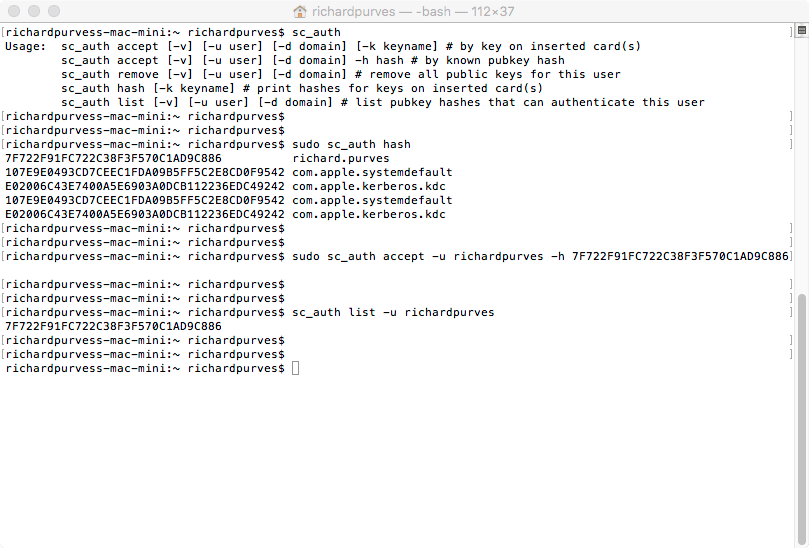 richardpurves — -bash — 112×37
[richardpurvess-mac-mini:~ richardpurves$ sc_auth ]
Usage:  sc_auth accept [-v] [-u user] [-d domain] [-k keyname] # by key on inserted card(s)
        sc_auth accept [-v] [-u user] [-d domain] -h hash # by known pubkey hash
        sc_auth remove [-v] [-u user] [-d domain] # remove all public keys for this user
        sc_auth hash [-k keyname] # print hashes for keys on inserted card(s)
        sc_auth list [-v] [-u user] [-d domain] # list pubkey hashes that can authenticate this user
[richardpurvess-mac-mini:~ richardpurves$ ]
[richardpurvess-mac-mini:~ richardpurves$ ]
[richardpurvess-mac-mini:~ richardpurves$ sudo sc_auth hash ]
7F722F91FC722C38F3F570C1AD9C886          richard.purves
107E9E0493CD7CEEC1FDA09B5FF5C2E8CD0F9542 com.apple.systemdefault
E02006C43E7400A5E6903A0DCB112236EDC49242 com.apple.kerberos.kdc
107E9E0493CD7CEEC1FDA09B5FF5C2E8CD0F9542 com.apple.systemdefault
E02006C43E7400A5E6903A0DCB112236EDC49242 com.apple.kerberos.kdc
[richardpurvess-mac-mini:~ richardpurves$ ]
[richardpurvess-mac-mini:~ richardpurves$ ]
[richardpurvess-mac-mini:~ richardpurves$ sudo sc_auth accept -u richardpurves -h 7F722F91FC722C38F3F570C1AD9C886]
[richardpurvess-mac-mini:~ richardpurves$ ]
[richardpurvess-mac-mini:~ richardpurves$ ]
[richardpurvess-mac-mini:~ richardpurves$ sc_auth list -u richardpurves ]
7F722F91FC722C38F3F570C1AD9C886
[richardpurvess-mac-mini:~ richardpurves$ ]
[richardpurvess-mac-mini:~ richardpurves$ ]
richardpurvess-mac-mini:~ richardpurves$